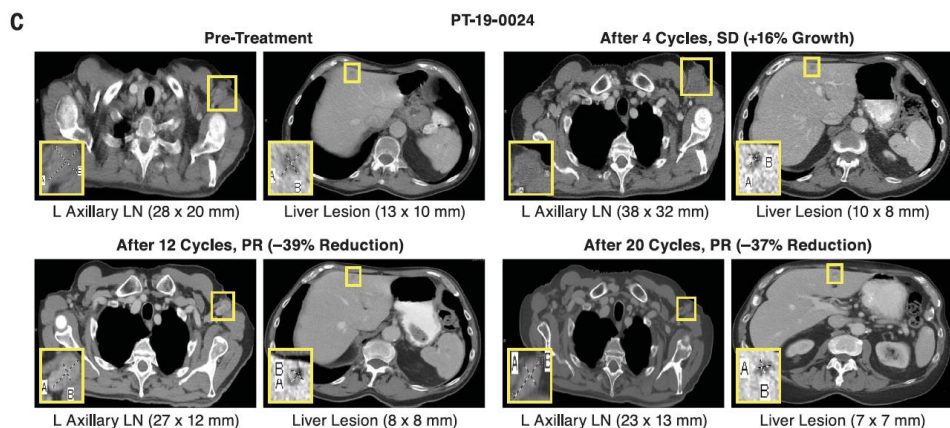 C
PT-19-0024
Pre-Treatment
After 4 Cycles, SD (+16% Growth)
A
B
A
B
A
B
L Axillary LN (28 x 20 mm)
Liver Lesion (13 x 10 mm)
L Axillary LN (38 x 32 mm)
Liver Lesion (10 x 8 mm)
After 12 Cycles, PR (–39% Reduction)
After 20 Cycles, PR (–37% Reduction)
A
B
B
A
A
B
A
B
L Axillary LN (27 x 12 mm)
Liver Lesion (8 x 8 mm)
L Axillary LN (23 x 13 mm)
Liver Lesion (7 x 7 mm)